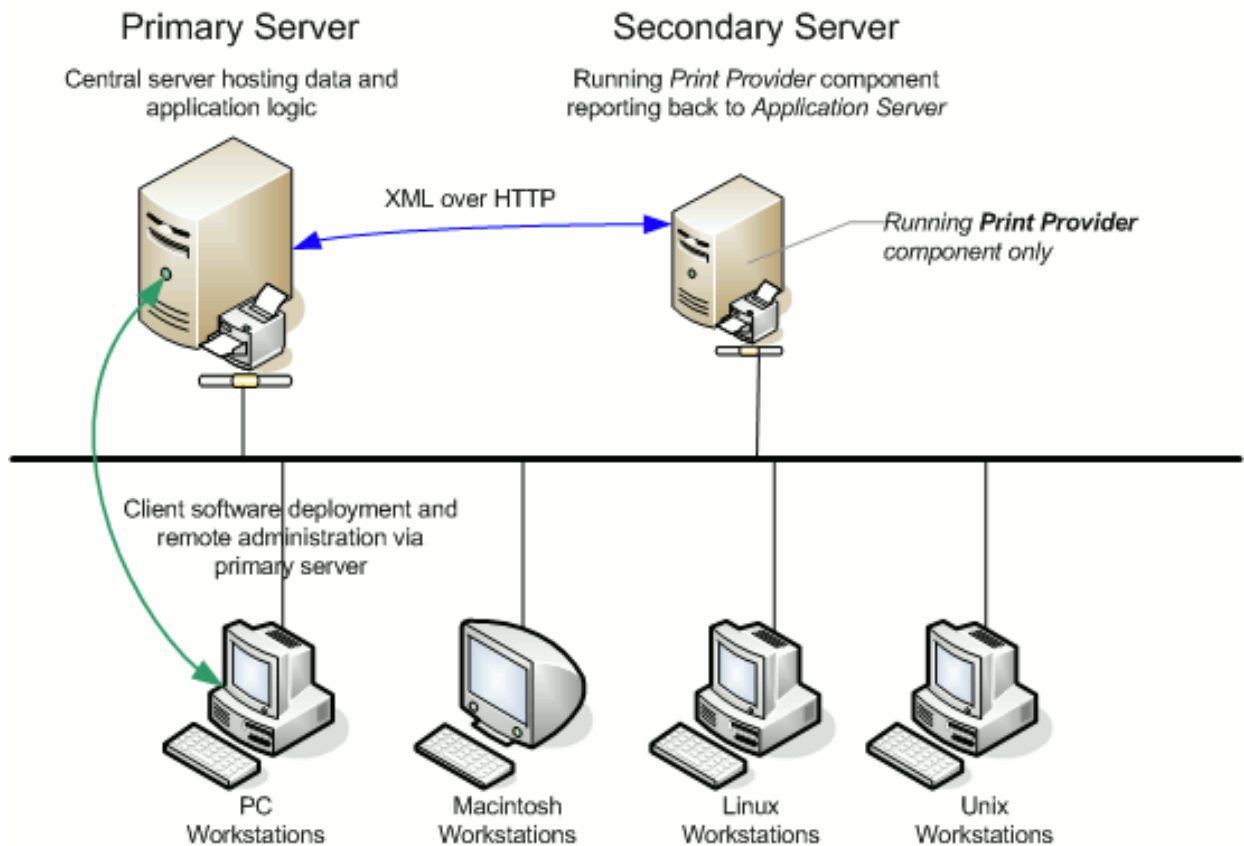 Primary Server
Central server hosting data and
application logic
Secondary Server
Running Print Provider component
reporting back to Application Server
XML over HTTP
Running Print Provider
component only
Client software deployment and
remote administration via
primary server
PC
Workstations
Macintosh
Workstations
Linux
Workstations
Unix
Workstations